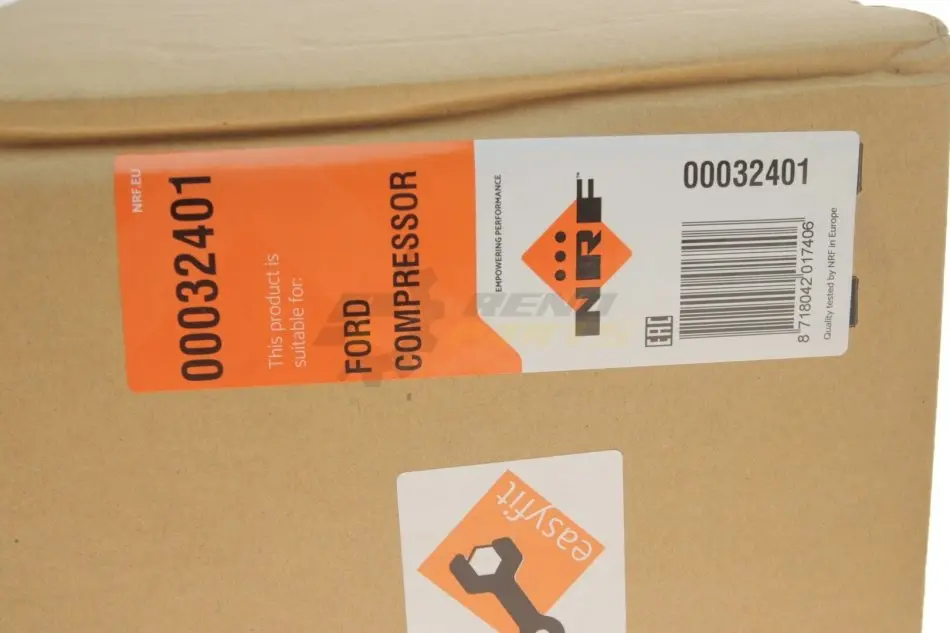 NRF.EU
00032401
This product is
suitable for:
FORD
COMPRESSOR
EMPOWERING PERFORMANCE
NRF™
EAC
00032401
8 718042 017406
Quality tested by NRF in Europe
easyfit